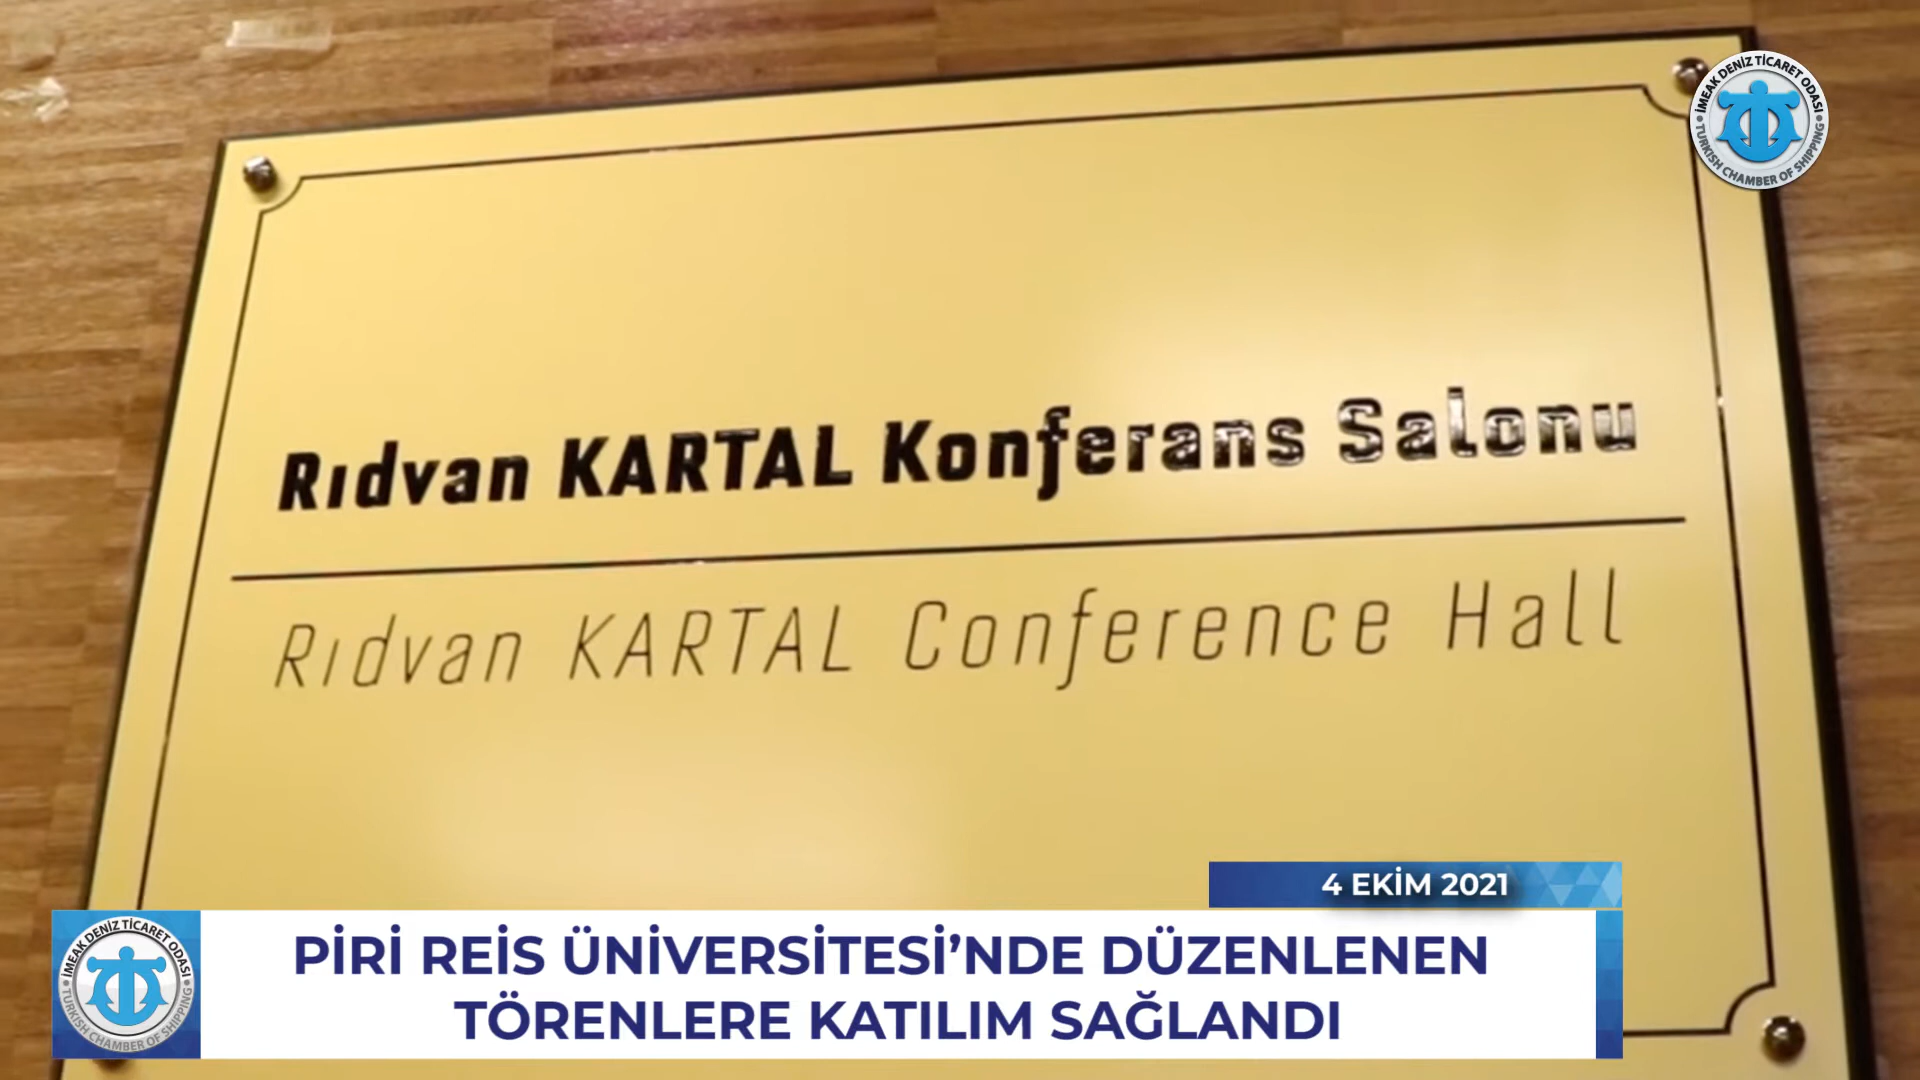 İMEAK DENİZ TİCARET ODASI
TURKISH CHAMBER OF SHIPPING
Rıdvan KARTAL Konferans Salonu
Rıdvan KARTAL Conference Hall
4 EKİM 2021
İMEAK DENİZ TİCARET ODASI
TURKISH CHAMBER OF SHIPPING
PİRİ REİS ÜNİVERSİTESİ’NDE DÜZENLENEN
TÖRENLERE KATILIM SAĞLANDI